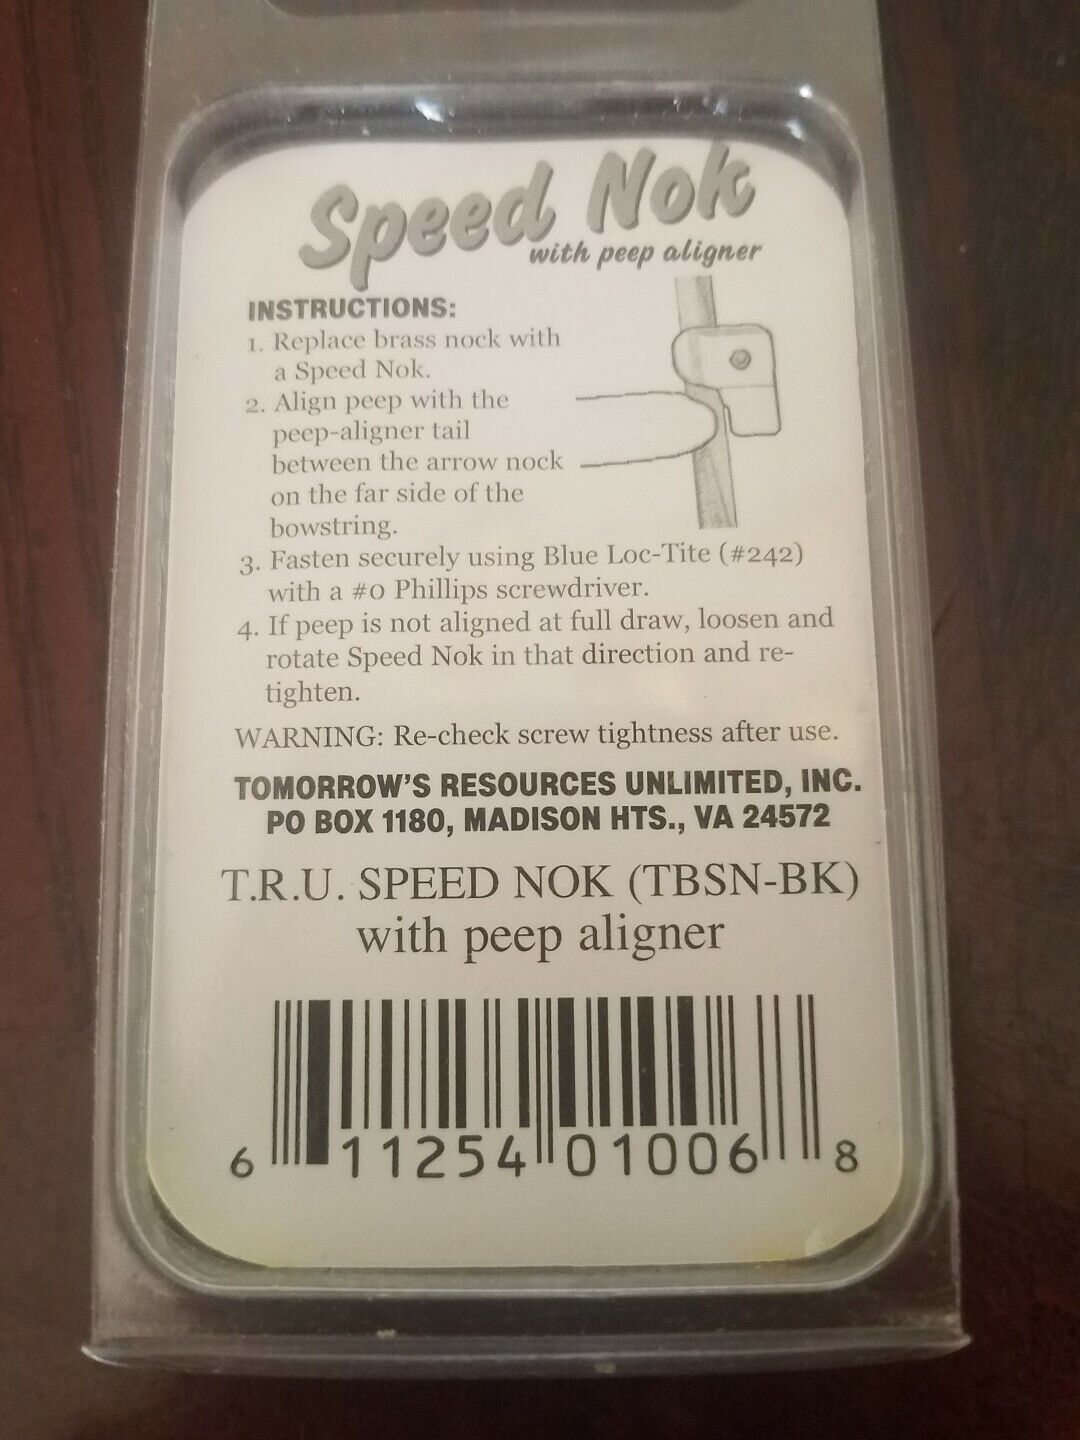 Speed Nok
with peep aligner
INSTRUCTIONS:
1. Replace brass nock with
a Speed Nok.
2. Align peep with the
peep-aligner tail
between the arrow nock
on the far side of the
bowstring.
3. Fasten securely using Blue Loc-Tite (#242)
with a #0 Phillips screwdriver.
4. If peep is not aligned at full draw, loosen and
rotate Speed Nok in that direction and re-
tighten.
WARNING: Re-check screw tightness after use.
TOMORROW'S RESOURCES UNLIMITED, INC.
PO BOX 1180, MADISON HTS., VA 24572
T.R.U. SPEED NOK (TBSN-BK)
with peep aligner
6 11254 01006 8